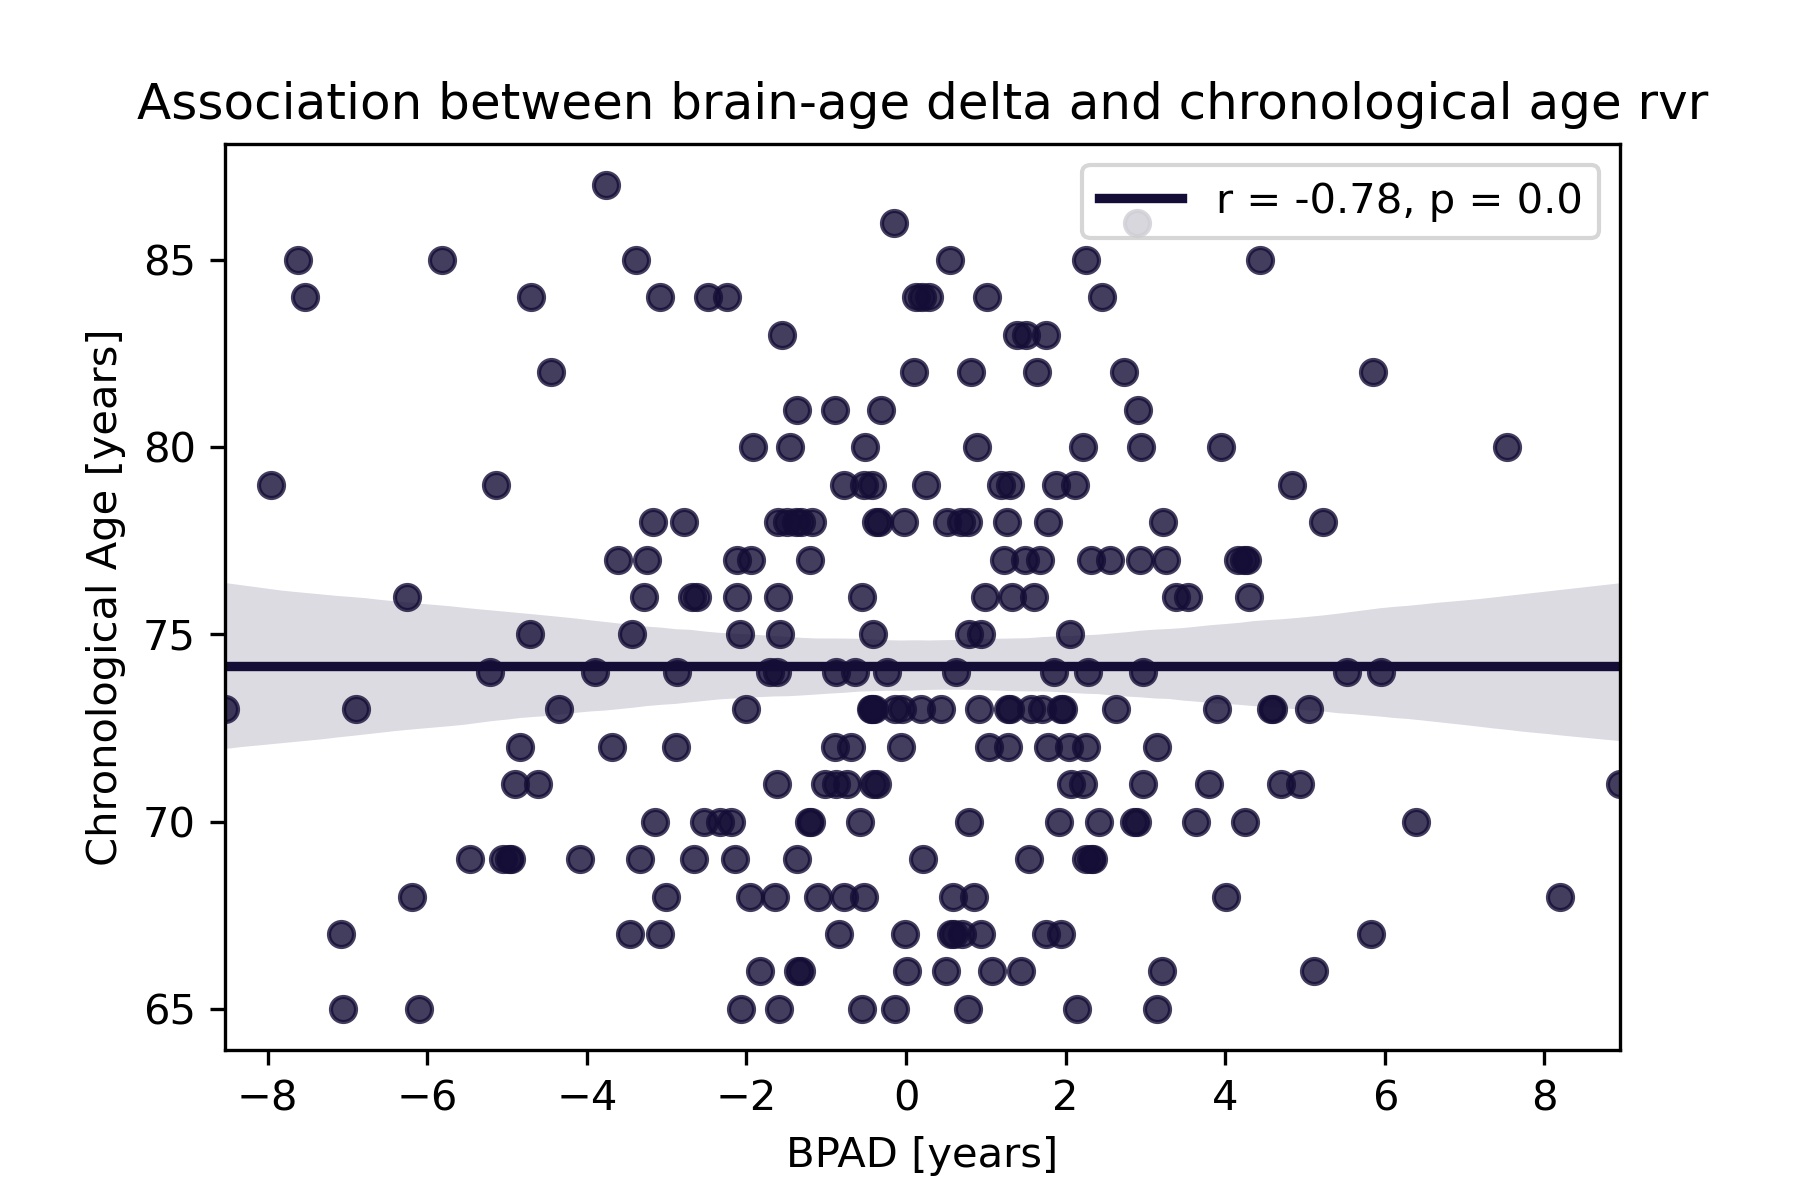 Association between brain-age delta and chronological age rvr
r = -0.78, p = 0.0
85
80
75
70
65
Chronological Age [years]
−8 −6 −4 −2 0 2 4 6 8
BPAD [years]